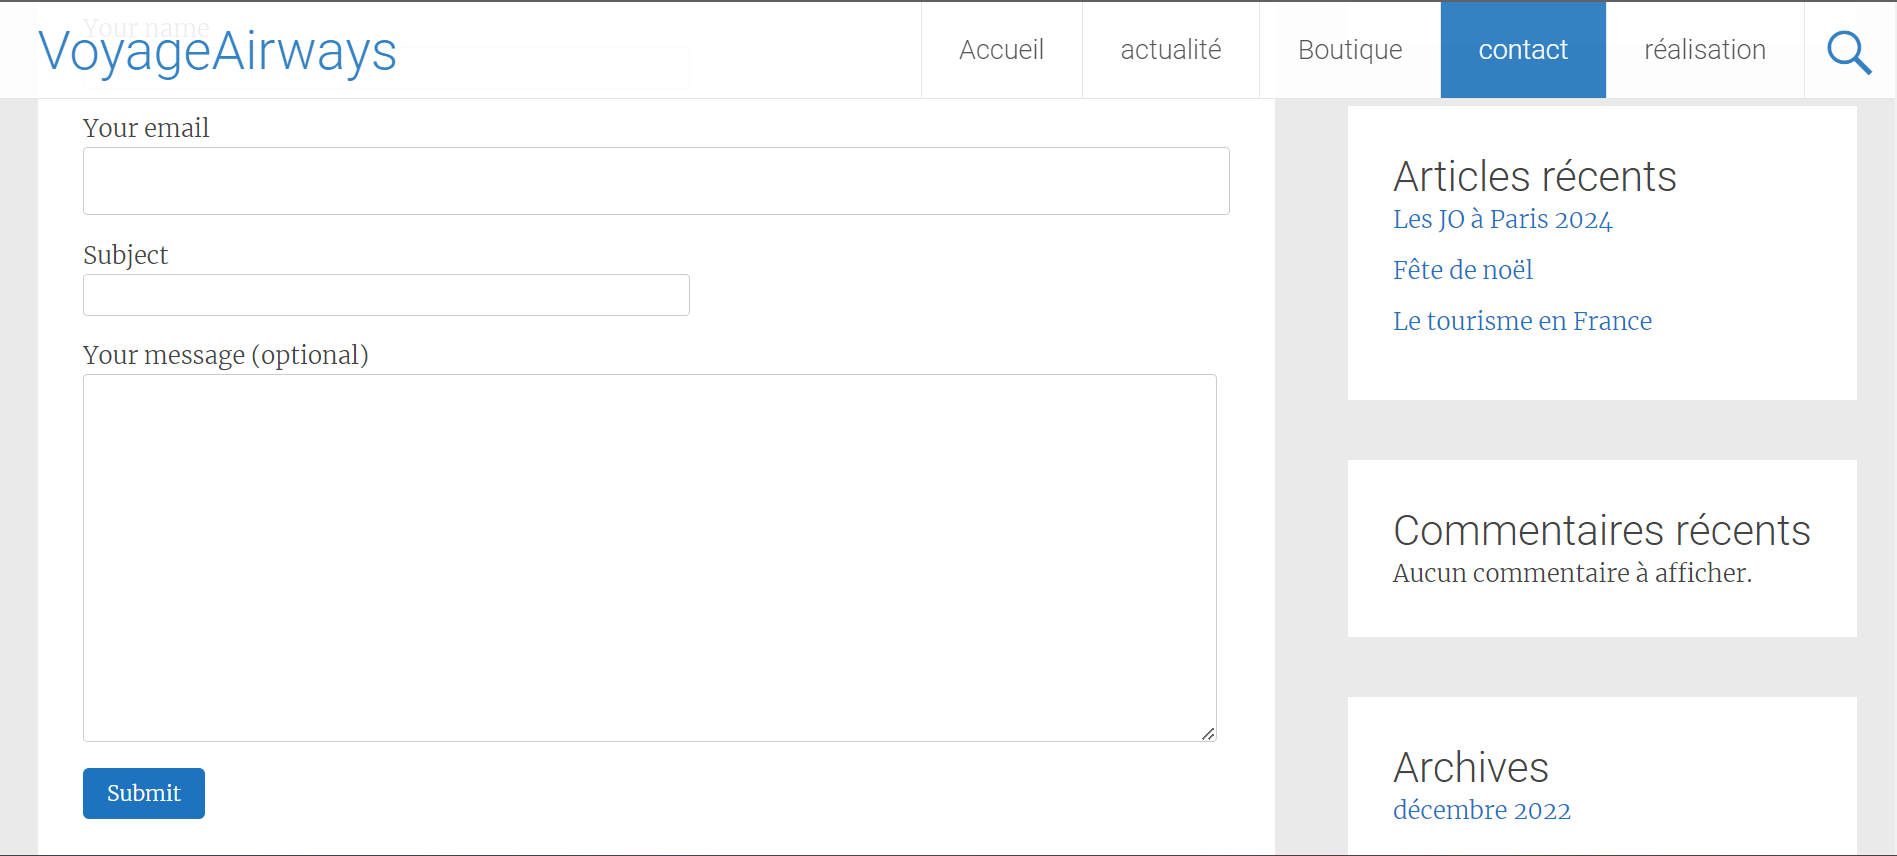 Your name
VoyageAirways
Accueil
actualité
Boutique
contact
réalisation
Your email
Subject
Your message (optional)
Submit
Articles récents
Les JO à Paris 2024
Fête de noël
Le tourisme en France
Commentaires récents
Aucun commentaire à afficher.
Archives
décembre 2022